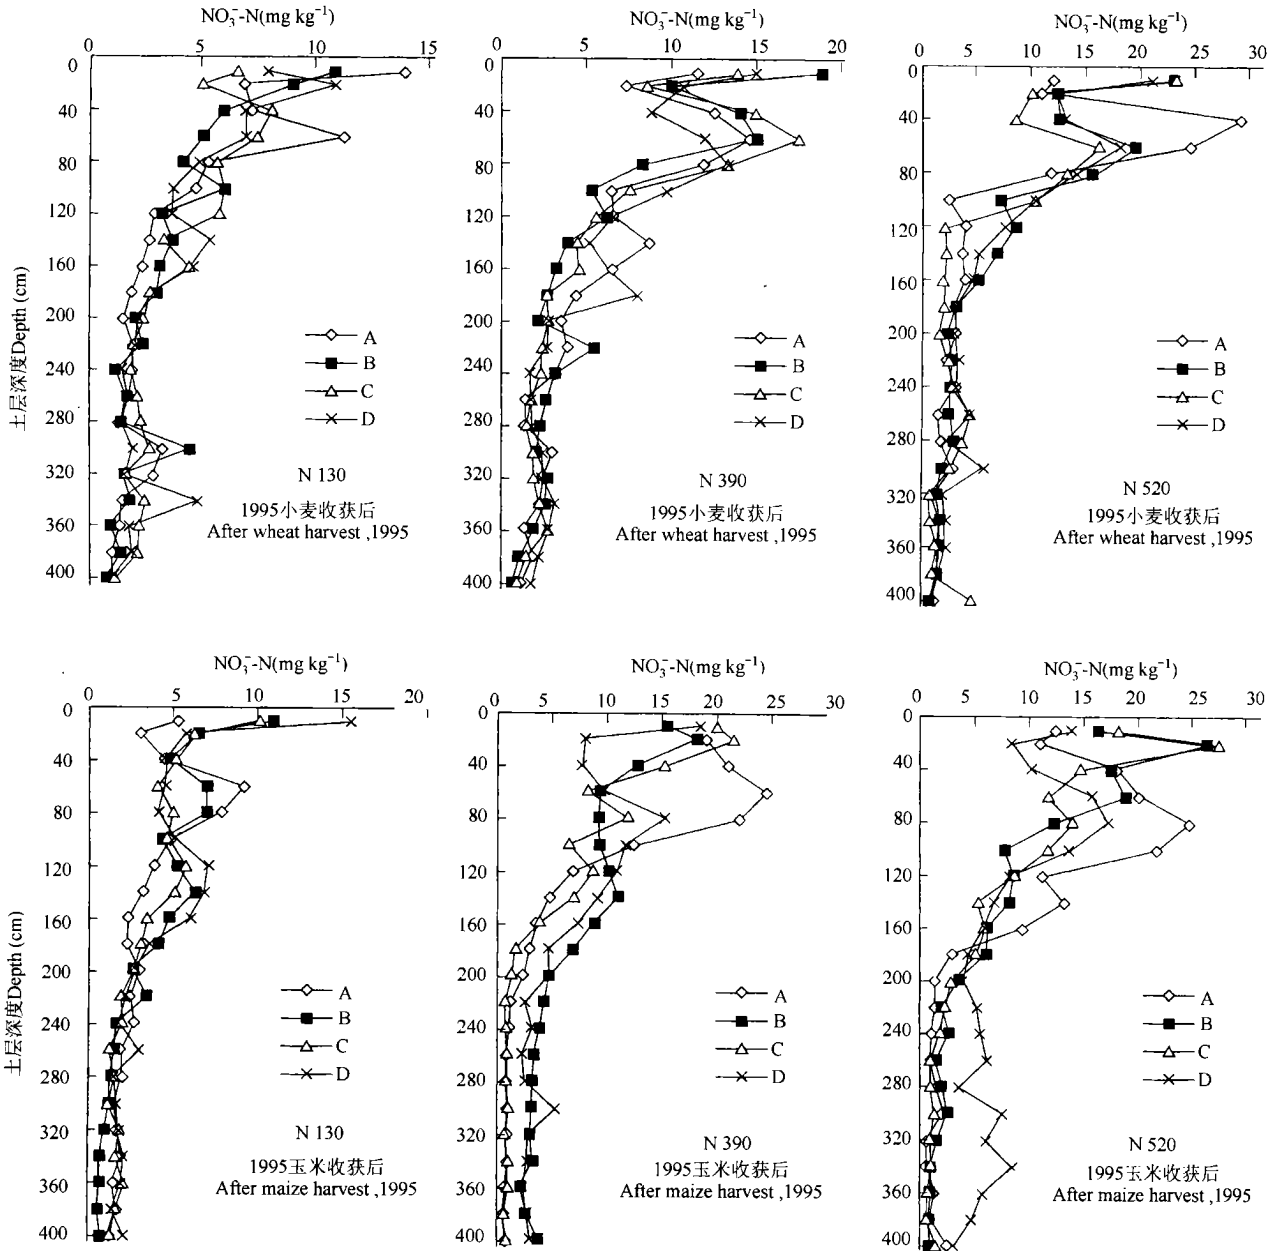 NO₃⁻-N(mg kg⁻¹)
0 5 10 15
0
40
80
120
160
200
240
280
320
360
400
土层深度Depth (cm)
A
B
C
D
N 130
1995小麦收获后
After wheat harvest ,1995
NO₃⁻-N(mg kg⁻¹)
0 5 10 15 20
0
40
80
120
160
200
240
280
320
360
400
A
B
C
D
N 390
1995小麦收获后
After wheat harvest ,1995
NO₃⁻-N(mg kg⁻¹)
0 5 10 15 20 25 30
0
40
80
120
160
200
240
280
320
360
400
A
B
C
D
N 520
1995小麦收获后
After wheat harvest ,1995
NO₃⁻-N(mg kg⁻¹)
0 5 10 15 20
0
40
80
120
160
200
240
280
320
360
400
土层深度Depth (cm)
A
B
C
D
N 130
1995玉米收获后
After maize harvest ,1995
NO₃⁻-N(mg kg⁻¹)
0 5 10 15 20 25 30
0
40
80
120
160
200
240
280
320
360
400
A
B
C
D
N 390
1995玉米收获后
After maize harvest ,1995
NO₃⁻-N(mg kg⁻¹)
0 5 10 15 20 25 30
0
40
80
120
160
200
240
280
320
360
400
A
B
C
D
N 520
1995玉米收获后
After maize harvest ,1995